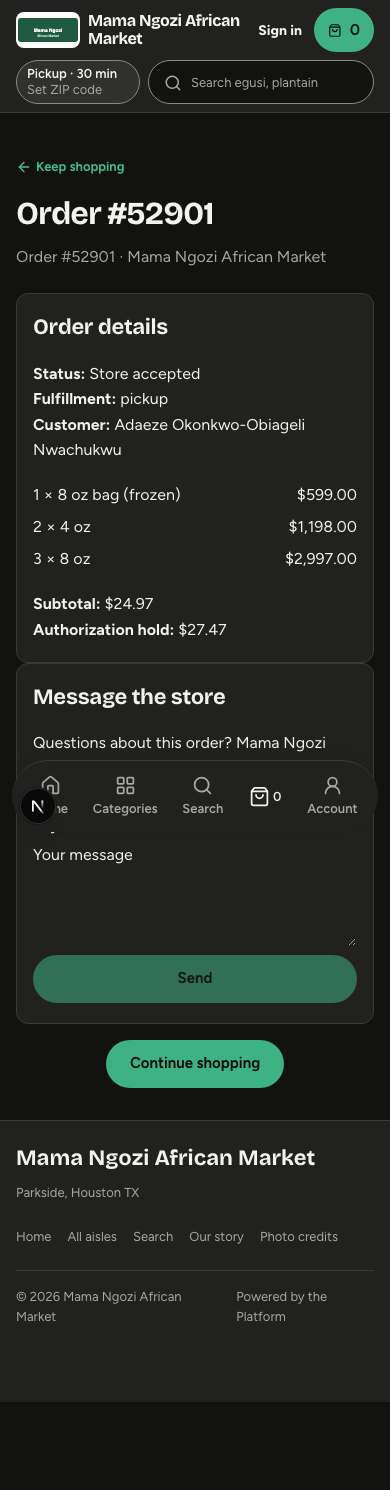 Mama Ngozi
African Market
Mama Ngozi African
Market
Sign in
0
Pickup · 30 min
Set ZIP code
Search egusi, plantain
Keep shopping
Order #52901
Order #52901 · Mama Ngozi African Market
Order details
Status: Store accepted
Fulfillment: pickup
Customer: Adaeze Okonkwo-Obiageli
Nwachukwu
1 × 8 oz bag (frozen) $599.00
2 × 4 oz $1,198.00
3 × 8 oz $2,997.00
Subtotal: $24.97
Authorization hold: $27.47
Message the store
Questions about this order? Mama Ngozi
N
Categories
Search
0
Account
Your message
Send
Continue shopping
Mama Ngozi African Market
Parkside, Houston TX
Home All aisles Search Our story Photo credits
© 2026 Mama Ngozi African
Market
Powered by the
Platform